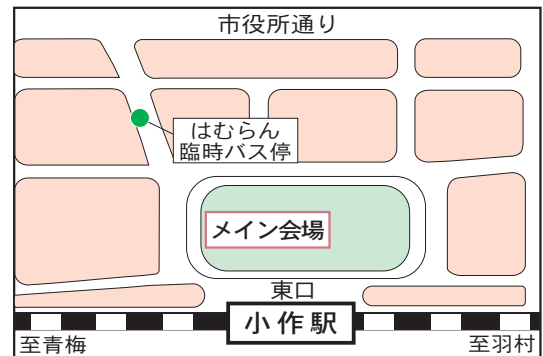 市役所通り
はむらん
臨時バス停
メイン会場
東口
小作駅
至青梅
至羽村